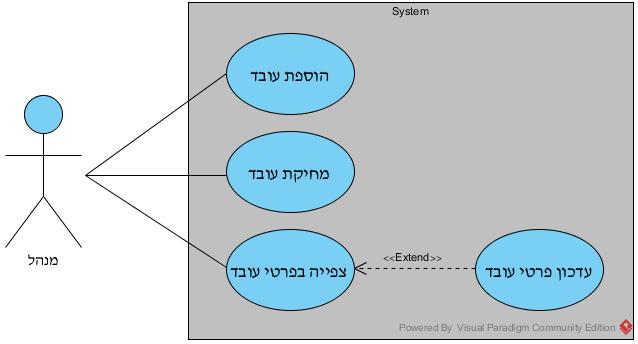 System
הוספת עובד
מחיקת עובד
מנהל
צפייה בפרטי עובד
<<Extend>>
עדכון פרטי עובד
Powered By Visual Paradigm Community Edition